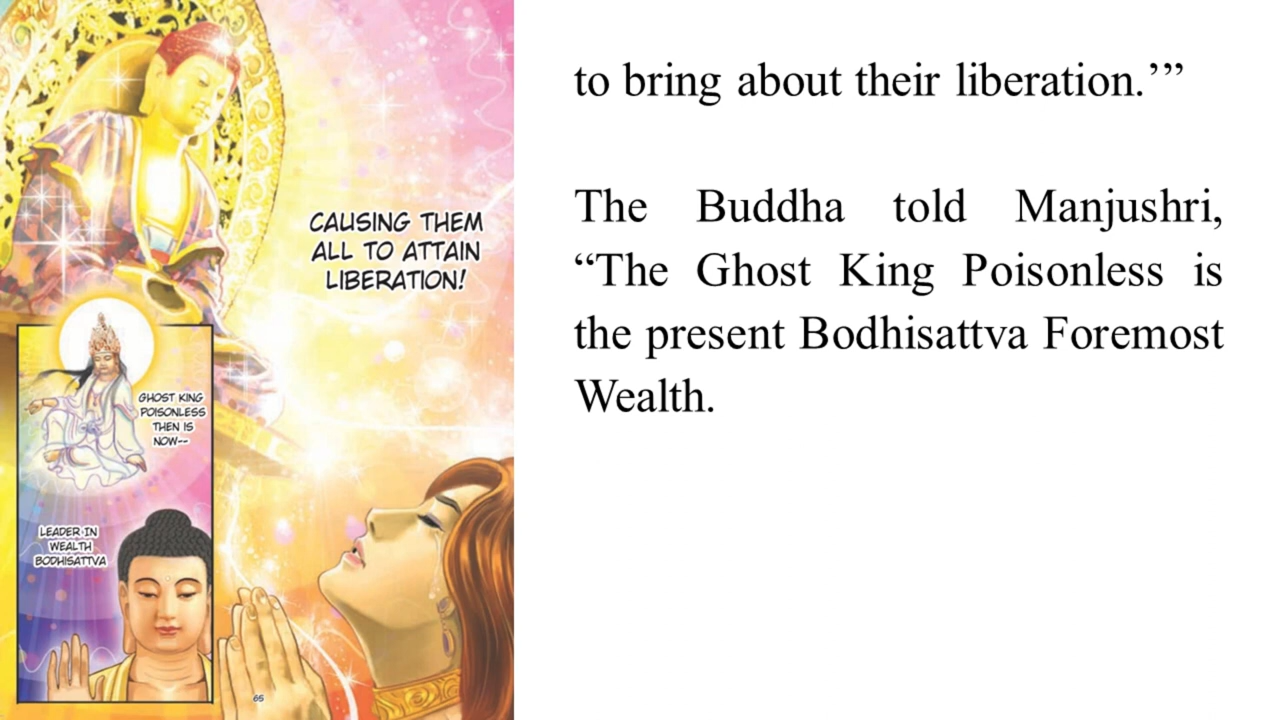 CAUSING THEM
ALL TO ATTAIN
LIBERATION!
GHOST KING
POISONLESS
THEN IS
NOW--
LEADER IN
WEALTH
BODHISATTVA
65
to bring about their liberation.’”
The Buddha told Manjushri,
“The Ghost King Poisonless is
the present Bodhisattva Foremost
Wealth.